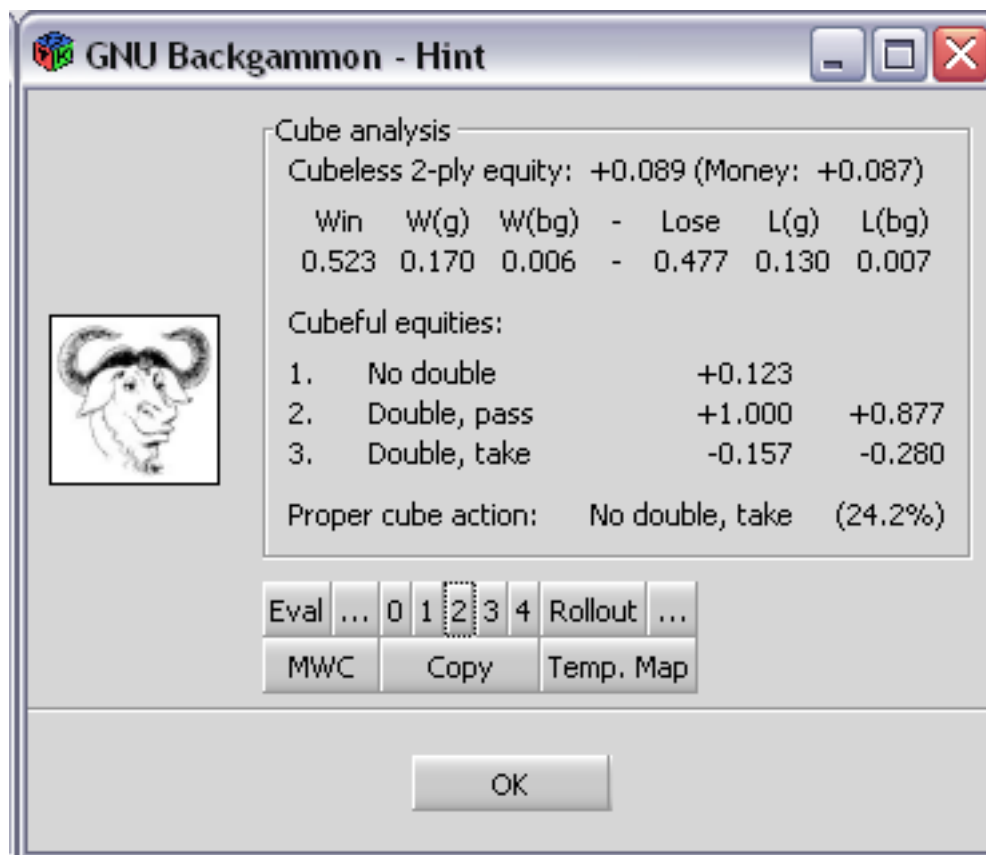 GNU Backgammon - Hint
Cube analysis
Cubeless 2-ply equity: +0.089 (Money: +0.087)
Win W(g) W(bg) - Lose L(g) L(bg)
0.523 0.170 0.006 - 0.477 0.130 0.007
Cubeful equities:
1. No double +0.123
2. Double, pass +1.000 +0.877
3. Double, take -0.157 -0.280
Proper cube action: No double, take (24.2%)
Eval ... 0 1 2 3 4 Rollout ...
MWC Copy Temp. Map
OK